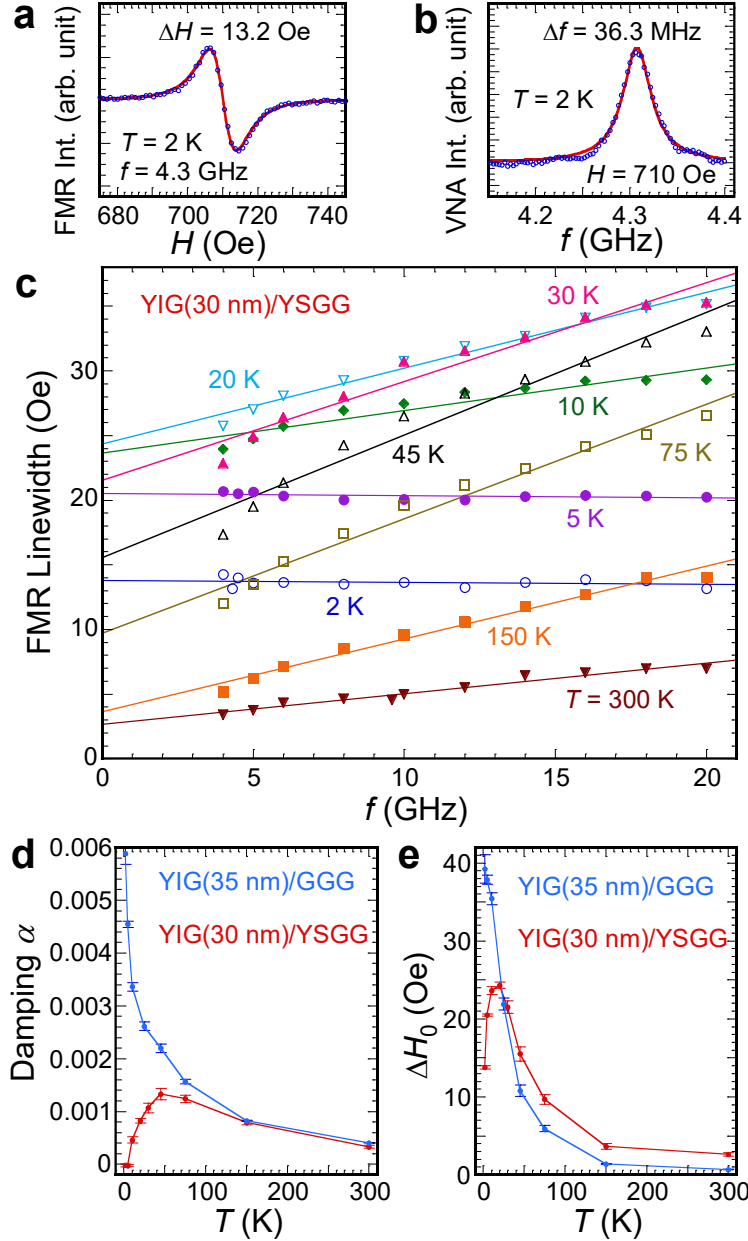 a
ΔH = 13.2 Oe
T = 2 K
f = 4.3 GHz
FMR Int. (arb. unit)
680 700 720 740
H (Oe)
b
Δf = 36.3 MHz
T = 2 K
H = 710 Oe
VNA Int. (arb. unit)
4.2 4.3 4.4
f (GHz)
c
YIG(30 nm)/YSGG
30 K
20 K
10 K
45 K
75 K
5 K
2 K
150 K
T = 300 K
FMR Linewidth (Oe)
30
20
10
0
0 5 10 15 20
f (GHz)
d
YIG(35 nm)/GGG
YIG(30 nm)/YSGG
Damping α
0.006
0.005
0.004
0.003
0.002
0.001
0
0 100 200 300
T (K)
e
YIG(35 nm)/GGG
YIG(30 nm)/YSGG
ΔH₀ (Oe)
40
30
20
10
0
0 100 200 300
T (K)